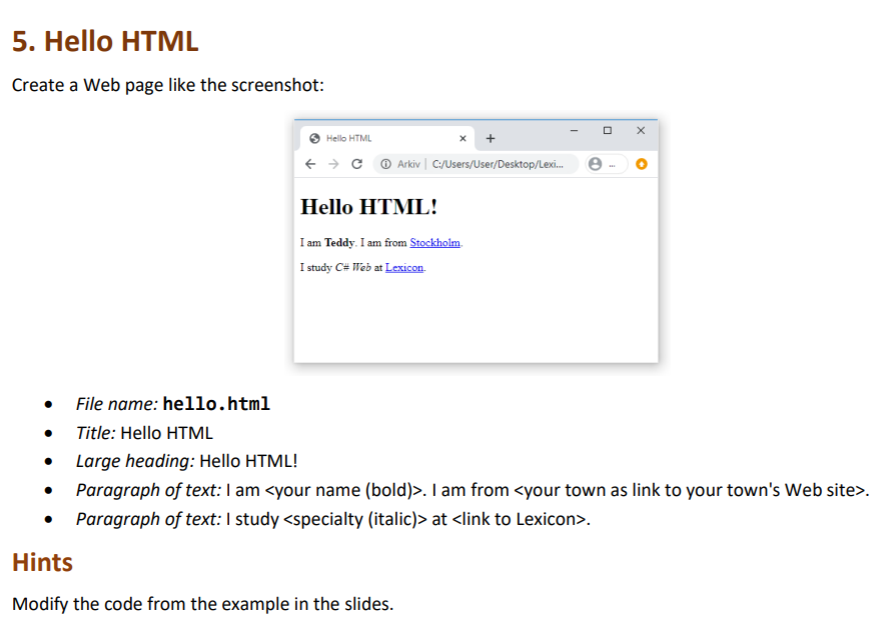 5. Hello HTML
Create a Web page like the screenshot:
Hello HTML
Arkiv | C:/Users/User/Desktop/Lexi...
Hello HTML!
I am Teddy. I am from Stockholm.
I study C# Web at Lexicon.
• File name: hello.html
• Title: Hello HTML
• Large heading: Hello HTML!
• Paragraph of text: I am <your name (bold)>. I am from <your town as link to your town's Web site>.
• Paragraph of text: I study <specialty (italic)> at <link to Lexicon>.
Hints
Modify the code from the example in the slides.